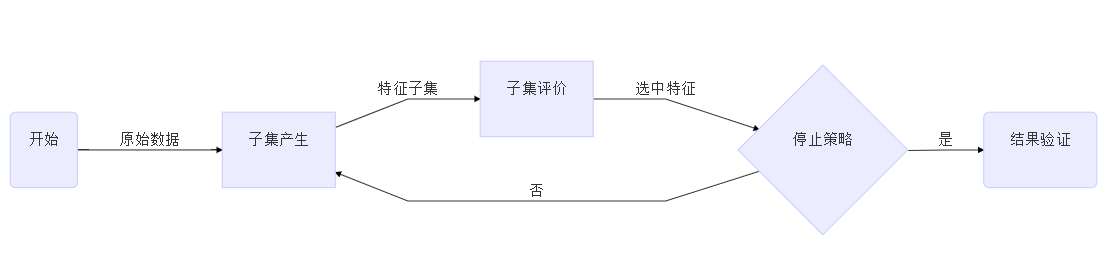 开始
原始数据
子集产生
特征子集
子集评价
选中特征
停止策略
是
结果验证
否